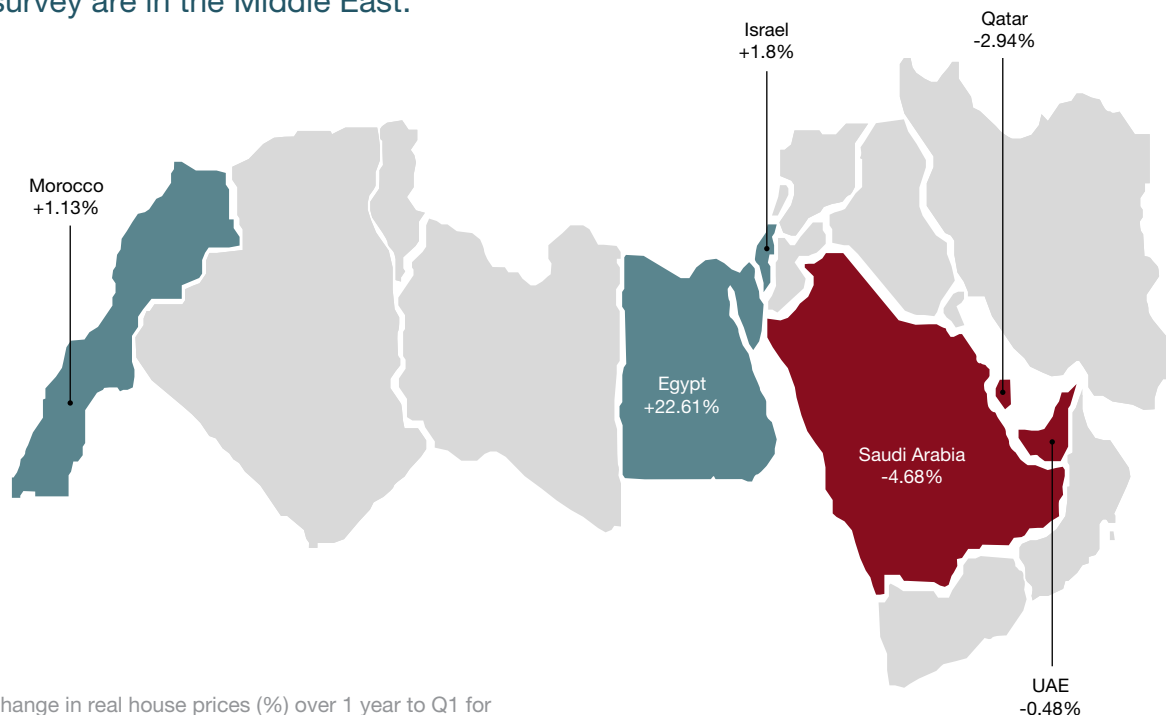 survey are in the Middle East.
Qatar
-2.94%
Israel
+1.8%
Morocco
+1.13%
Egypt
+22.61%
Saudi Arabia
-4.68%
UAE
-0.48%
hange in real house prices (%) over 1 year to Q1 for